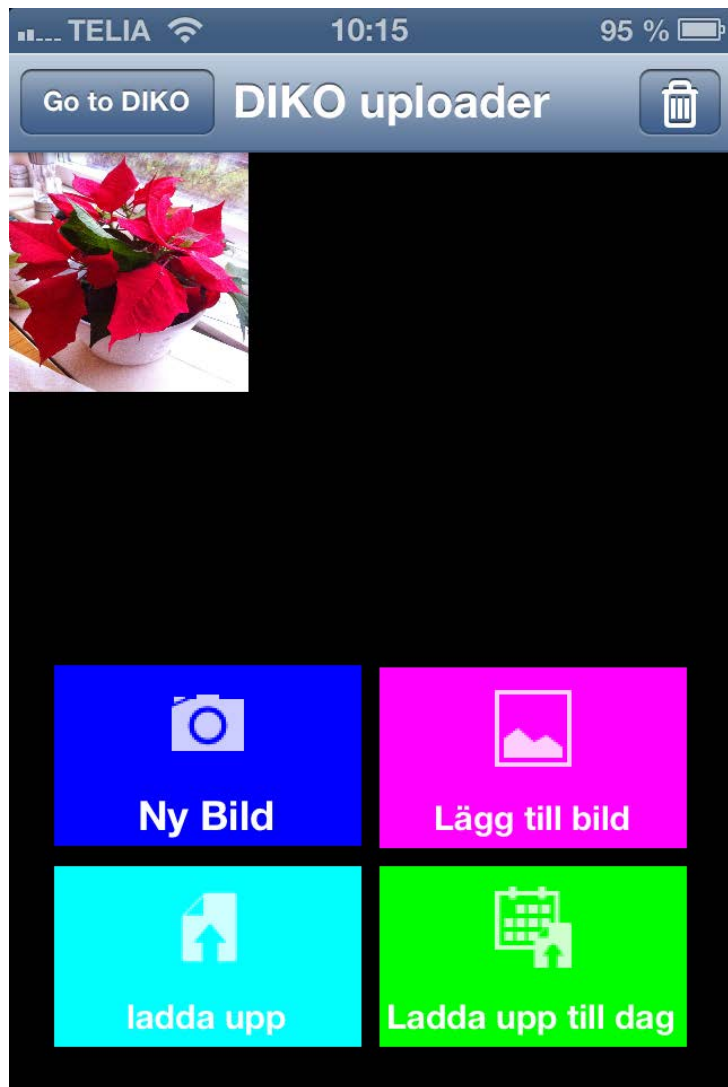 TELIA 10:15 95 %
Go to DIKO DIKO uploader
Ny Bild Lägg till bild
ladda upp Ladda upp till dag